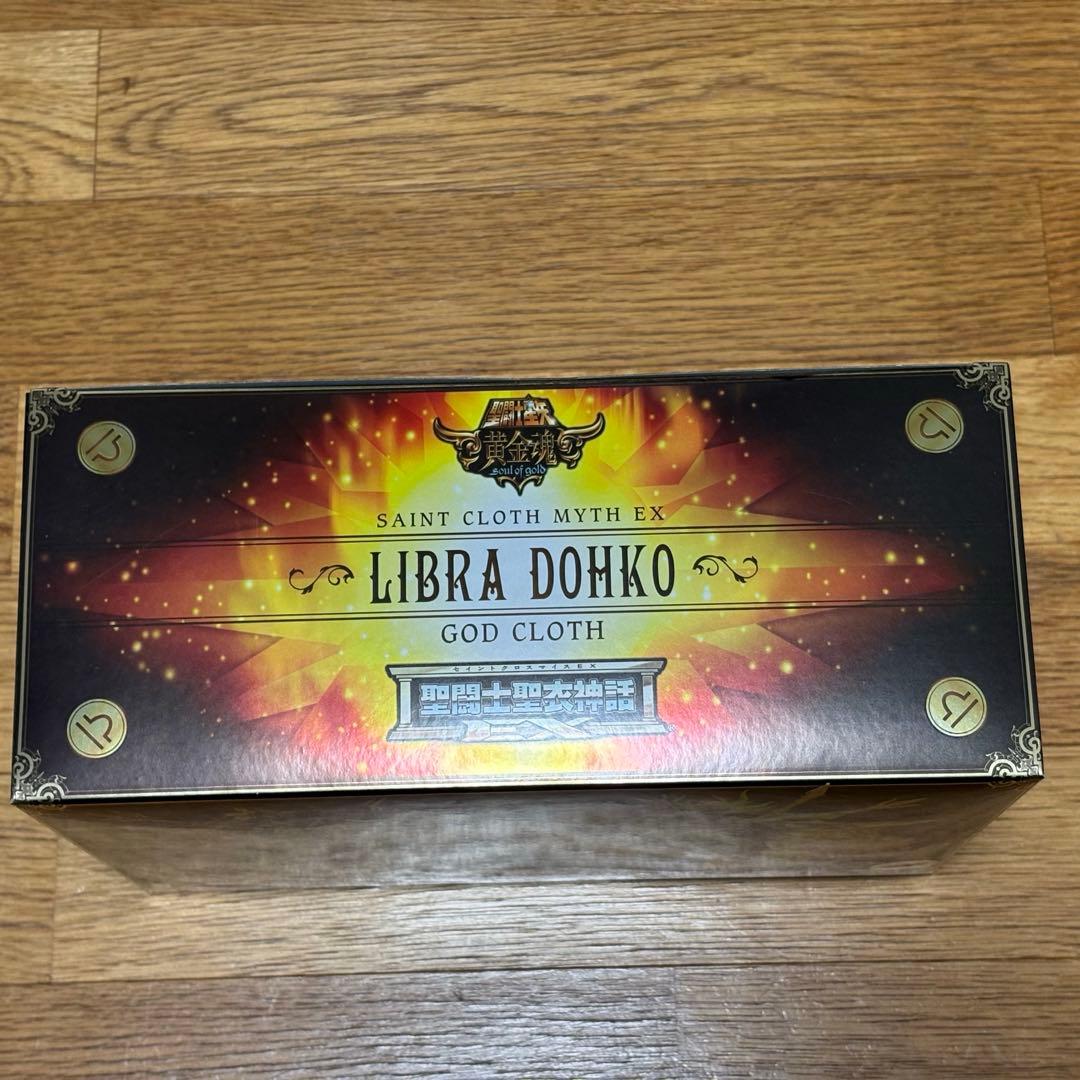 聖闘士星矢
黄金魂
soul of gold
SAINT CLOTH MYTH EX
LIBRA DOHKO
GOD CLOTH
セイントクロスマイスEX
聖闘士聖衣神話
EX